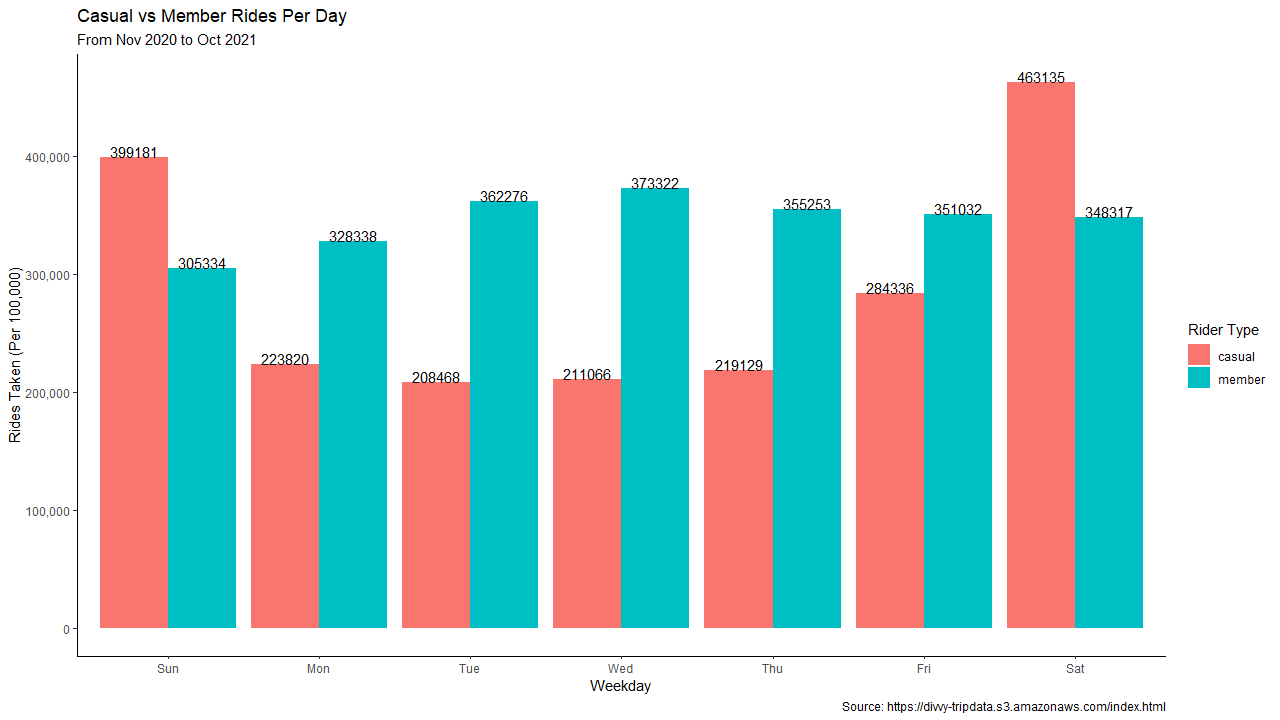 Casual vs Member Rides Per Day
From Nov 2020 to Oct 2021
Rides Taken (Per 100,000)
400,000
300,000
200,000
100,000
0
399181
305334
223820
328338
208468
362276
211066
373322
219129
355253
284336
351032
463135
348317
Sun Mon Tue Wed Thu Fri Sat
Weekday
Rider Type
casual
member
Source: https://divvy-tripdata.s3.amazonaws.com/index.html